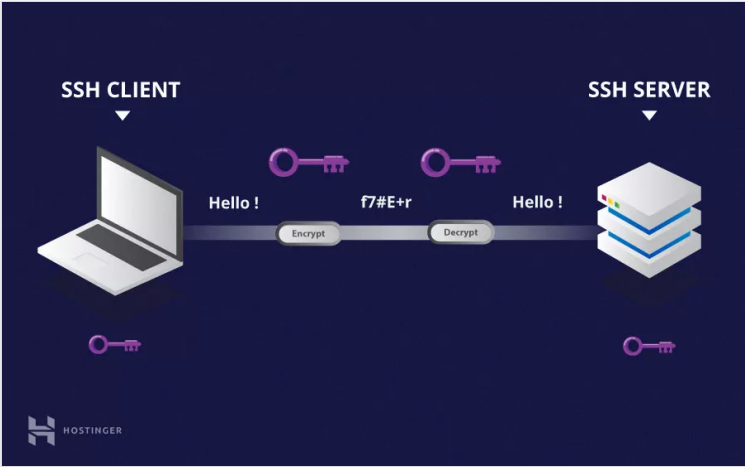 SSH CLIENT
SSH SERVER
Hello !
f7#E+r
Hello !
Encrypt
Decrypt
HOSTINGER